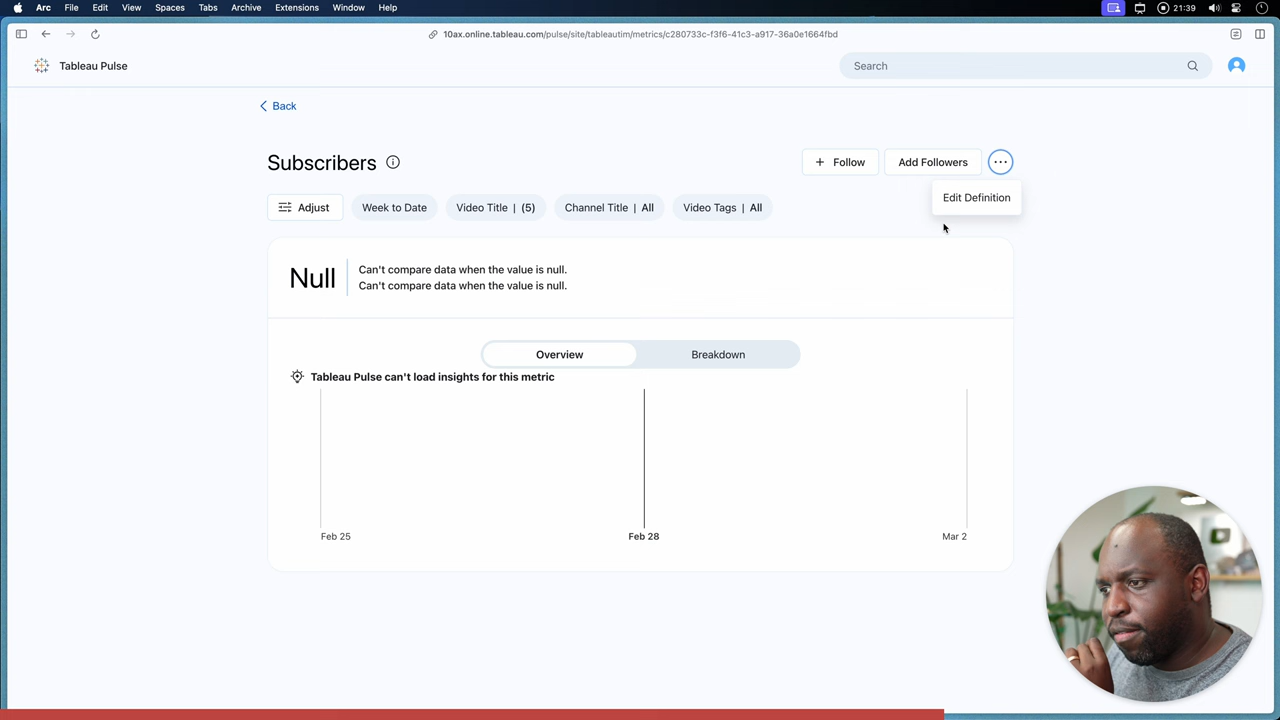 Arc File Edit View Spaces Tabs Archive Extensions Window Help 21:39
10ax.online.tableau.com/pulse/site/tableautim/metrics/c280733c-f3f6-41c3-a917-36a0e1664fbd
Tableau Pulse
Search
Back
Subscribers
Follow
Add Followers
Edit Definition
Adjust
Week to Date
Video Title | (5)
Channel Title | All
Video Tags | All
Null
Can't compare data when the value is null.
Can't compare data when the value is null.
Overview
Breakdown
Tableau Pulse can't load insights for this metric
Feb 25
Feb 28
Mar 2